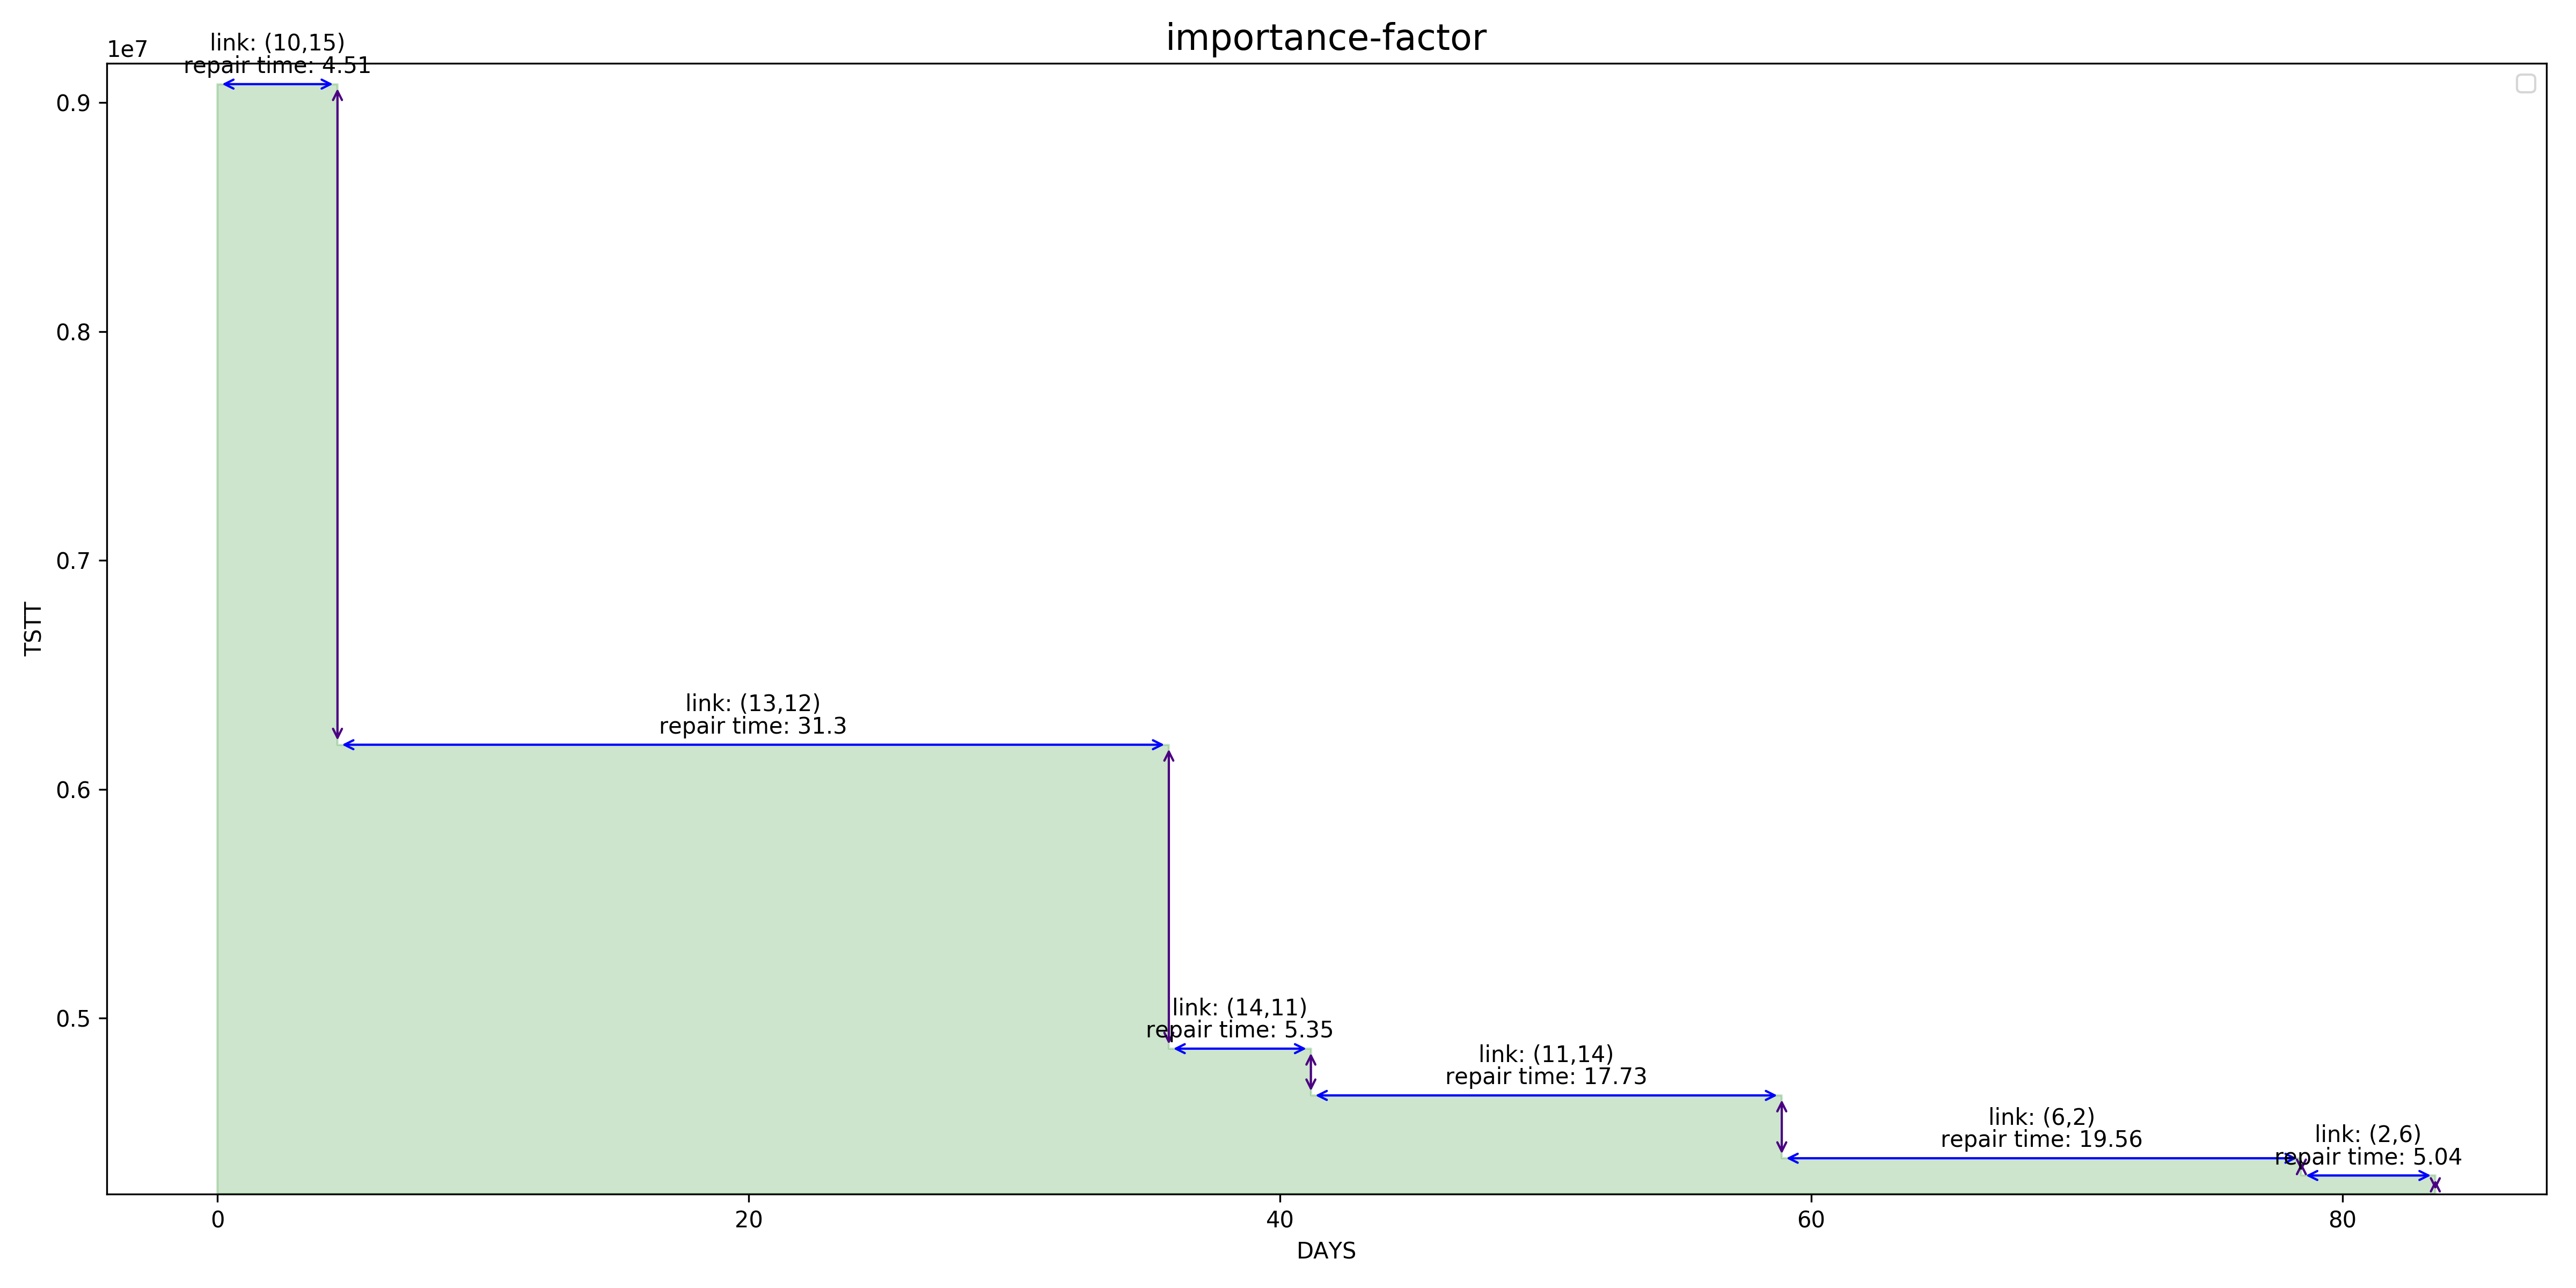 importance-factor
1e7
link: (10,15)
repair time: 4.51
0.9
0.8
0.7
link: (13,12)
repair time: 31.3
0.6
link: (14,11)
repair time: 5.35
0.5
link: (11,14)
repair time: 17.73
link: (6,2)
repair time: 19.56
link: (2,6)
repair time: 5.04
TSTT
0 20 40 60 80
DAYS